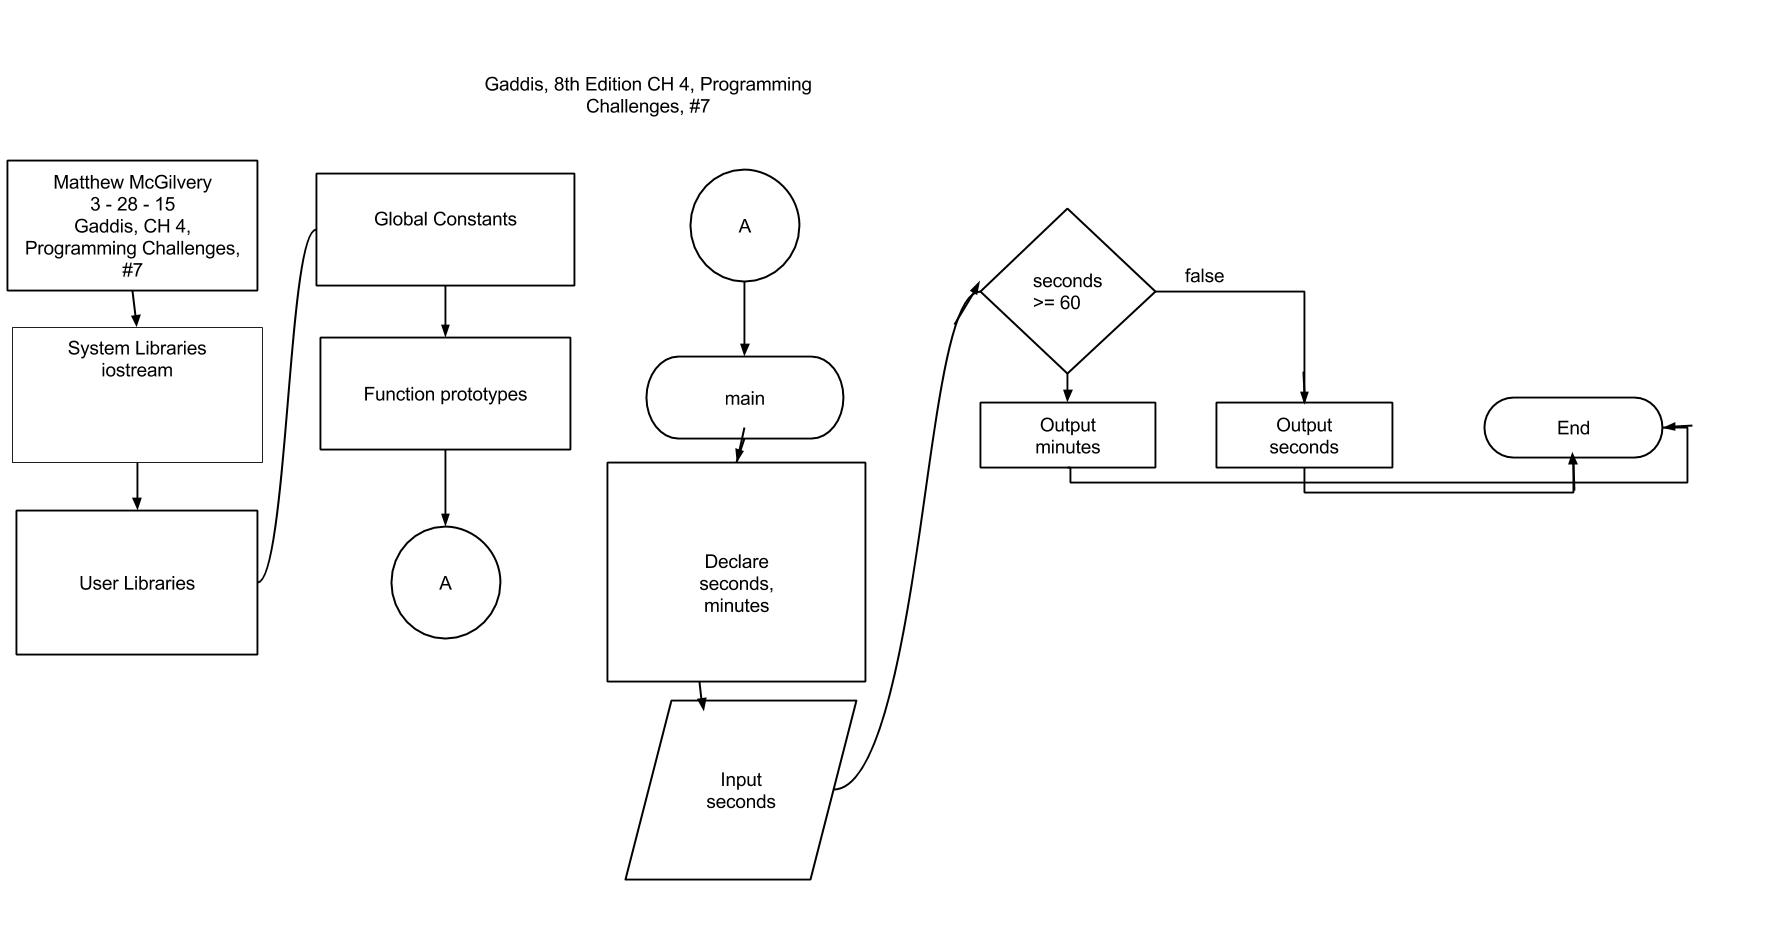 Gaddis, 8th Edition CH 4, Programming
Challenges, #7
Matthew McGilvery
3 - 28 - 15
Gaddis, CH 4,
Programming Challenges,
#7
System Libraries
iostream
User Libraries
Global Constants
Function prototypes
A
A
main
Declare
seconds,
minutes
Input
seconds
seconds
>= 60
false
Output
minutes
Output
seconds
End